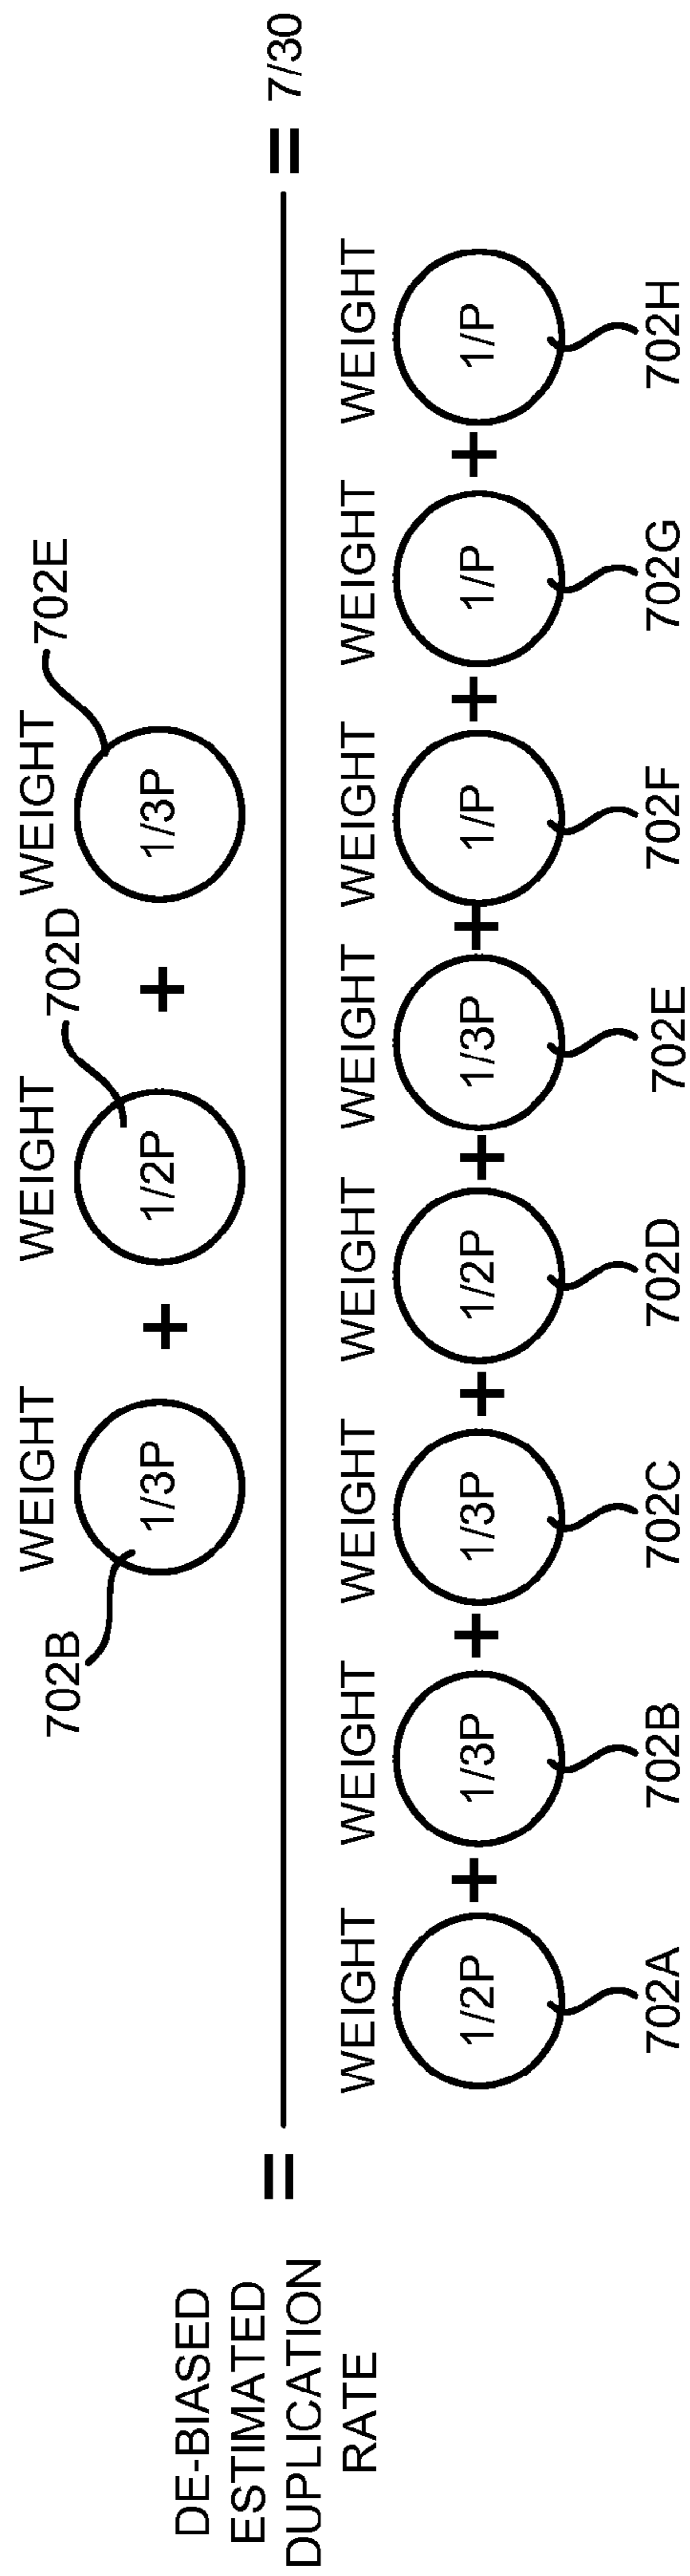 DE-BIASED
ESTIMATED
DUPLICATION
RATE
=
WEIGHT WEIGHT WEIGHT
702B 1/3P + 1/2P 702D + 1/3P 702E
= 7/30
WEIGHT WEIGHT WEIGHT WEIGHT WEIGHT WEIGHT WEIGHT WEIGHT
1/2P + 1/3P + 1/3P + 1/2P + 1/3P + 1/P + 1/P + 1/P
702A 702B 702C 702D 702E 702F 702G 702H